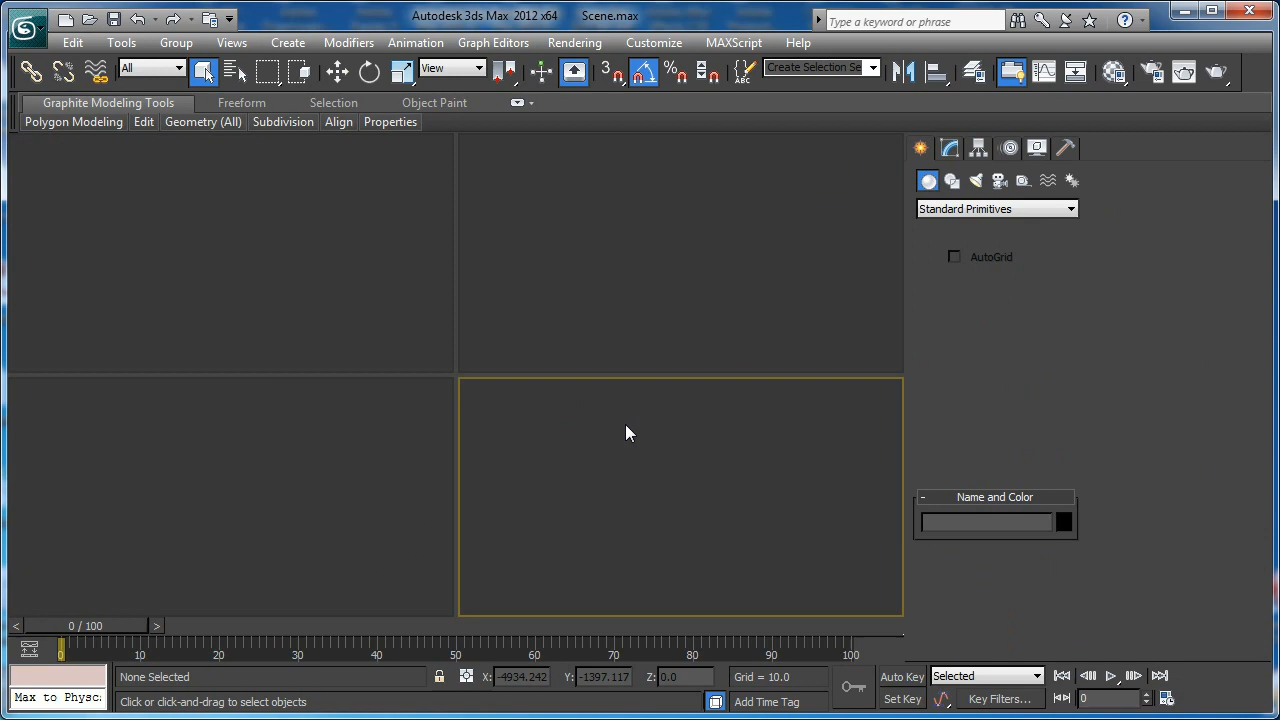 Autodesk 3ds Max 2012 x64 Scene.max
Type a keyword or phrase
Edit Tools Group Views Create Modifiers Animation Graph Editors Rendering Customize MAXScript Help
All View 3 ABC Create Selection Se
Graphite Modeling Tools Freeform Selection Object Paint
Polygon Modeling Edit Geometry (All) Subdivision Align Properties
Standard Primitives
AutoGrid
- Name and Color
< 0 / 100 >
0 10 20 30 40 50 60 70 80 90 100
None Selected X: -4934.242 Y: -1397.117 Z: 0.0 Grid = 10.0 Auto Key Selected
Max to Physc Click or click-and-drag to select objects Add Time Tag Set Key Key Filters... 0